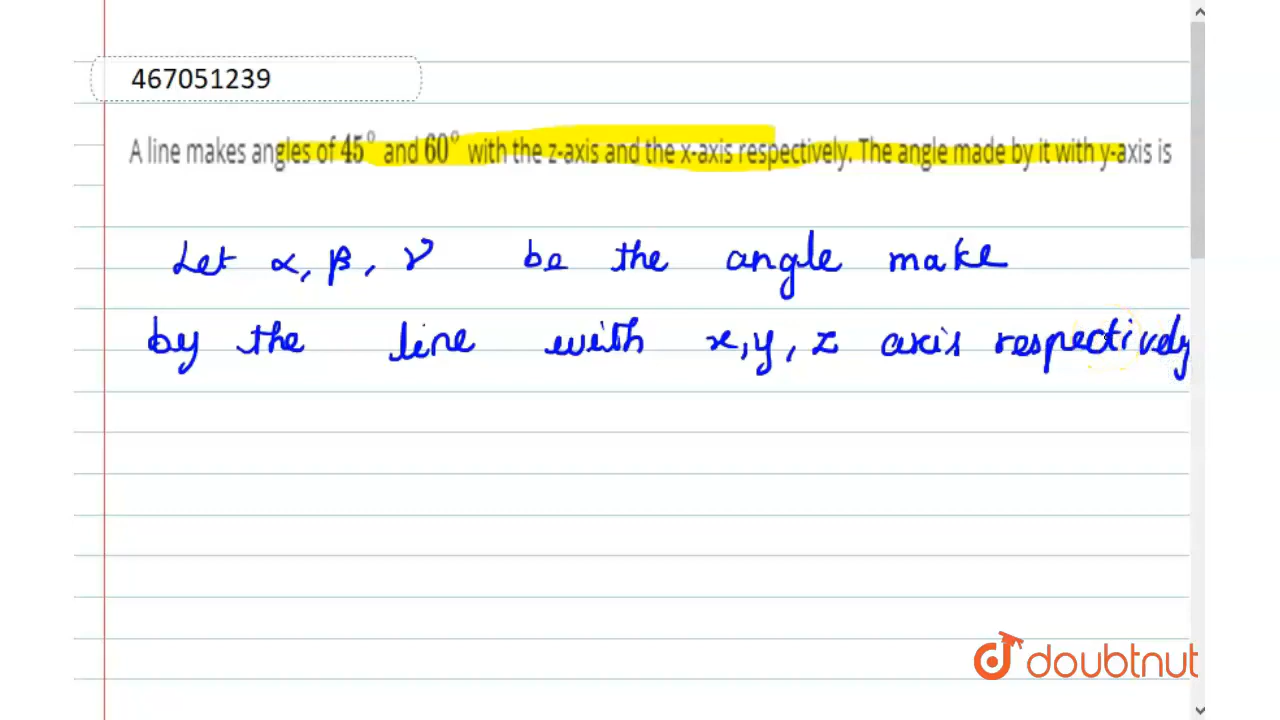 467051239
A line makes angles of 45° and 60° with the z-axis and the x-axis respectively. The angle made by it with y-axis is
Let α, β, γ be the angle make
by the line with x, y, z axis respectively
doubtnut